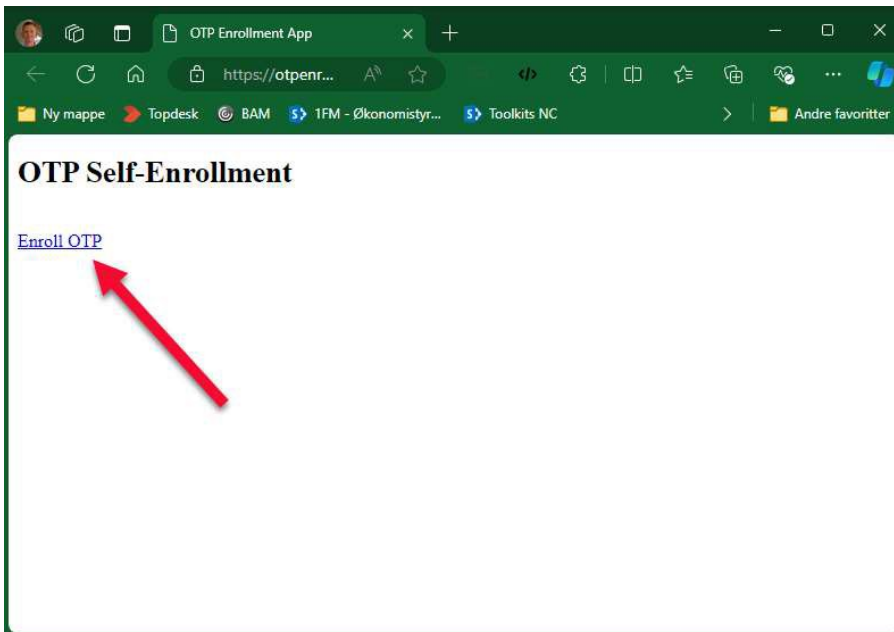 OTP Enrollment App
https://otpenr...
Ny mappe Topdesk BAM 1FM - Økonomistyr... Toolkits NC Andre favoritter
OTP Self-Enrollment
Enroll OTP